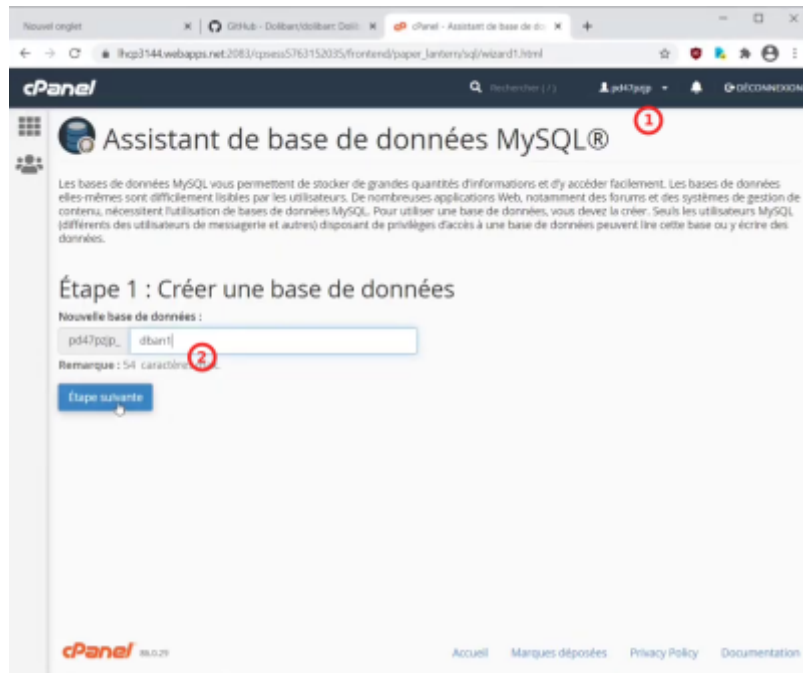 Nouvel onglet
GitHub - Dolibarr/dolibarr: Dolib
cPanel - Assistant de base de do
lhcp3144.webapps.net:2083/cpsess5763152035/frontend/paper_lantern/sql/wizard1.html
cPanel
Rechercher ( / )
pd47pzjp
DÉCONNEXION
1
Assistant de base de données MySQL®
Les bases de données MySQL vous permettent de stocker de grandes quantités d'informations et d'y accéder facilement. Les bases de données
elles-mêmes sont difficilement lisibles par les utilisateurs. De nombreuses applications Web, notamment des forums et des systèmes de gestion de
contenu, nécessitent l'utilisation de bases de données MySQL. Pour utiliser une base de données, vous devez la créer. Seuls les utilisateurs MySQL
(différents des utilisateurs de messagerie et autres) disposant de privilèges d'accès à une base de données peuvent lire cette base ou y écrire des
données.
Étape 1 : Créer une base de données
Nouvelle base de données :
pd47pzjp_ dbant
2
Remarque : 54
Étape suivante
cPanel 86.0.29
Accueil Marques déposées Privacy Policy Documentation